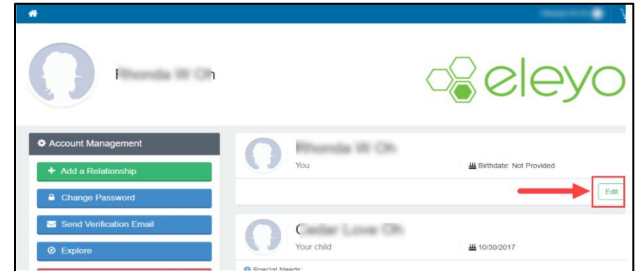 eleyo
Account Management
+ Add a Relationship
Change Password
Send Verification Email
Explore
You
Birthdate: Not Provided
Edit
Your child
10/30/2017
Special Needs: